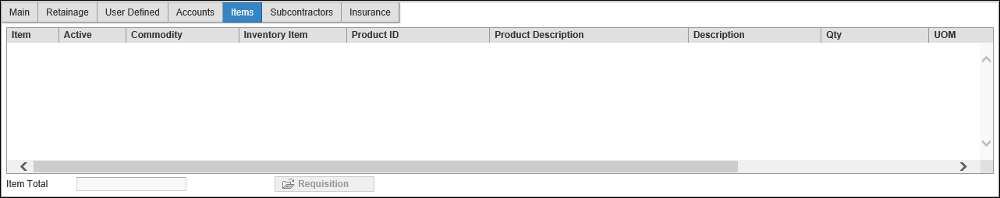 Main Retainage User Defined Accounts Items Subcontractors Insurance
Item Active Commodity Inventory Item Product ID Product Description Description Qty UOM
Item Total Requisition